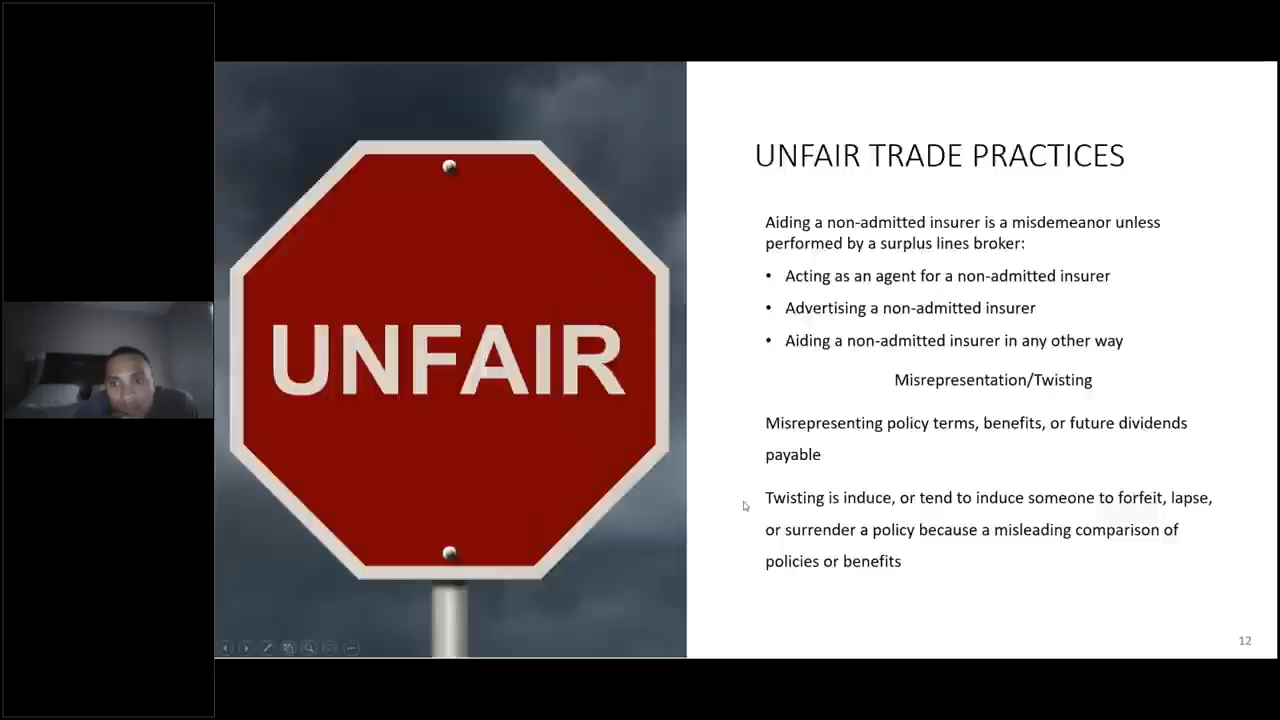 UNFAIR
UNFAIR TRADE PRACTICES
Aiding a non-admitted insurer is a misdemeanor unless
performed by a surplus lines broker:
• Acting as an agent for a non-admitted insurer
• Advertising a non-admitted insurer
• Aiding a non-admitted insurer in any other way
Misrepresentation/Twisting
Misrepresenting policy terms, benefits, or future dividends
payable
Twisting is induce, or tend to induce someone to forfeit, lapse,
or surrender a policy because a misleading comparison of
policies or benefits
12